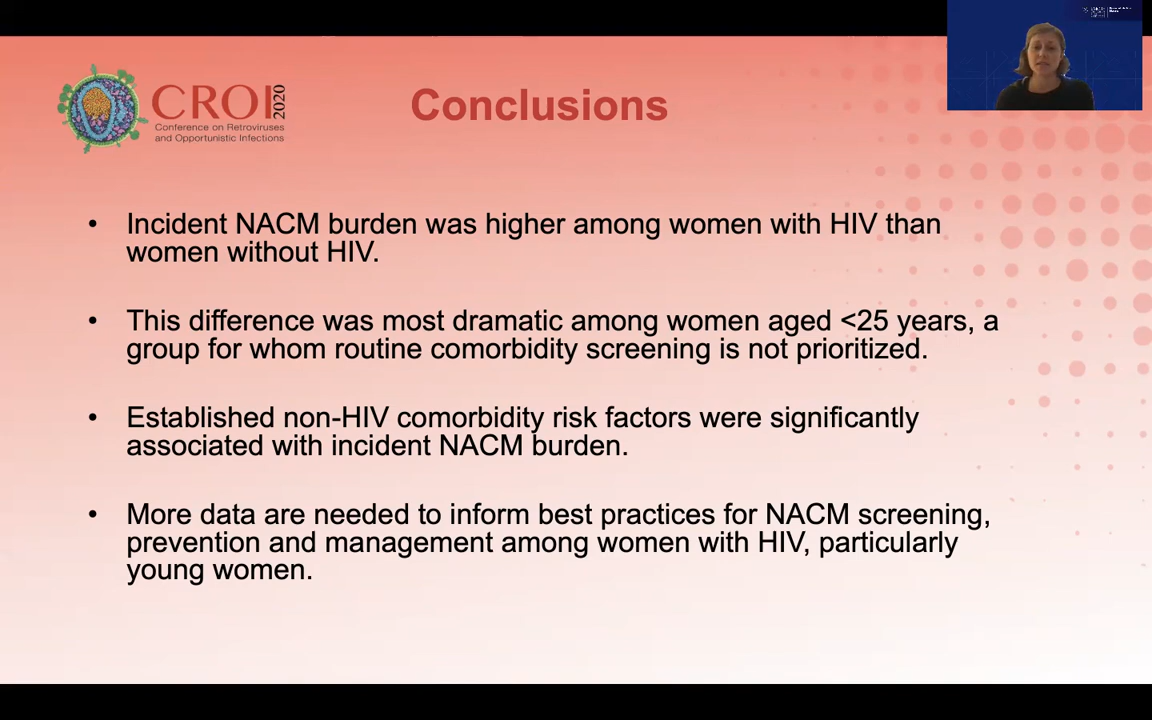 CROI
2020
Conference on Retroviruses
and Opportunistic Infections
Conclusions
• Incident NACM burden was higher among women with HIV than
women without HIV.
• This difference was most dramatic among women aged <25 years, a
group for whom routine comorbidity screening is not prioritized.
• Established non-HIV comorbidity risk factors were significantly
associated with incident NACM burden.
• More data are needed to inform best practices for NACM screening,
prevention and management among women with HIV, particularly
young women.